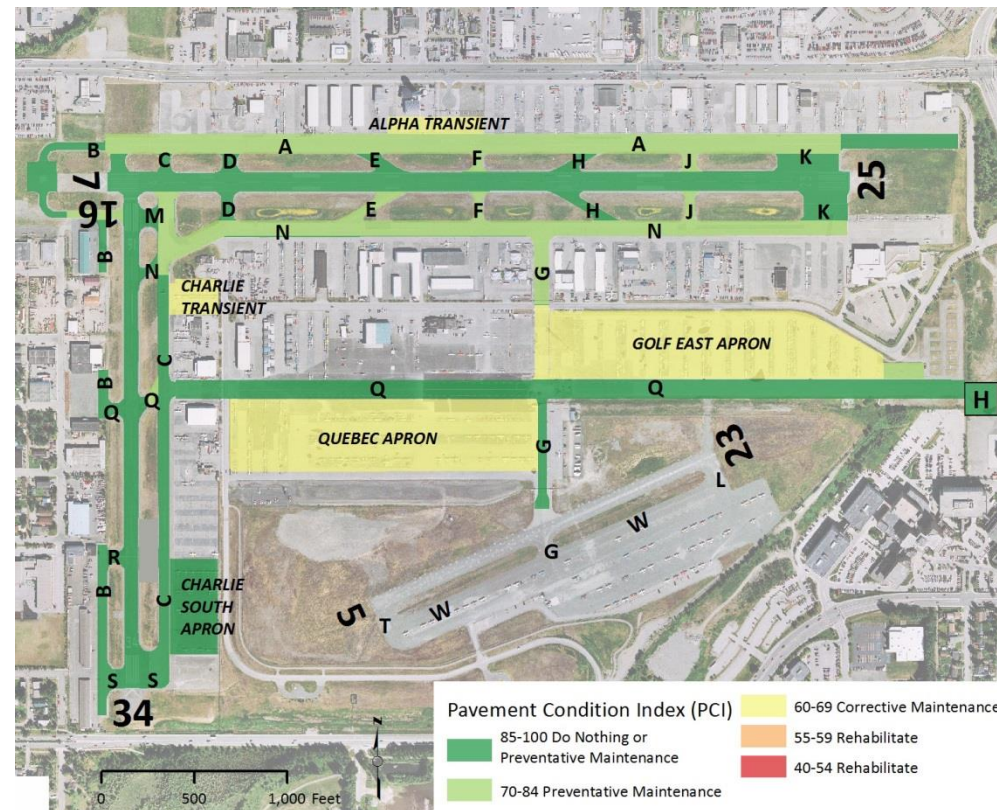 ALPHA TRANSIENT
B
C
D
A
E
F
H
A
J
K
7
25
16
M
D
E
F
H
J
K
N
N
B
N
G
CHARLIE
TRANSIENT
GOLF EAST APRON
C
B
Q
Q
Q
Q
H
QUEBEC APRON
G
23
L
W
G
R
B
C
CHARLIE
SOUTH
APRON
5
T
W
S
S
34
z
0
500
1,000 Feet
Pavement Condition Index (PCI)
85-100 Do Nothing or
Preventative Maintenance
70-84 Preventative Maintenance
60-69 Corrective Maintenance
55-59 Rehabilitate
40-54 Rehabilitate